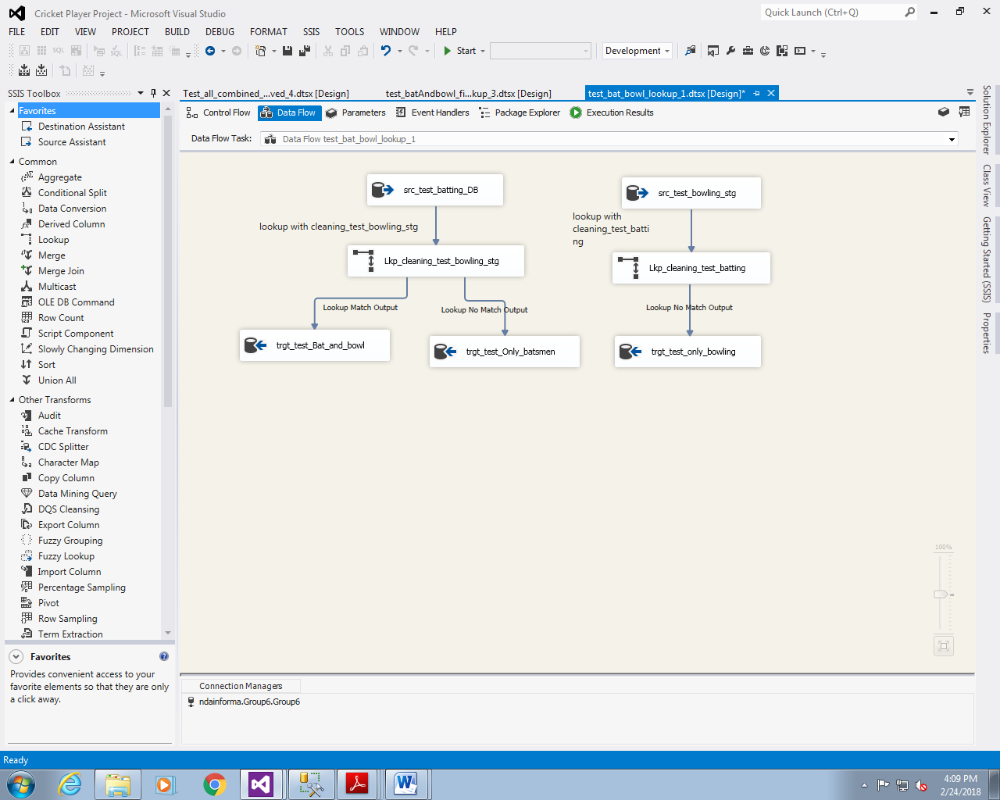 Cricket Player Project - Microsoft Visual Studio
Quick Launch (Ctrl+Q)
FILE EDIT VIEW PROJECT BUILD DEBUG FORMAT SSIS TOOLS WINDOW HELP
SQL
Start
Development
SSIS Toolbox
Test_all_combined_...ved_4.dtsx [Design]
test_batAndbowl_fi...kup_3.dtsx [Design]
test_bat_bowl_lookup_1.dtsx [Design]*
Control Flow
Data Flow
Parameters
Event Handlers
Package Explorer
Execution Results
Data Flow Task:
Data Flow test_bat_bowl_lookup_1
Favorites
Destination Assistant
Source Assistant
Common
Aggregate
Conditional Split
Data Conversion
Derived Column
Lookup
Merge
Merge Join
Multicast
OLE DB Command
Row Count
Script Component
Slowly Changing Dimension
Sort
Union All
Other Transforms
Audit
Cache Transform
CDC Splitter
Character Map
Copy Column
Data Mining Query
DQS Cleansing
Export Column
Fuzzy Grouping
Fuzzy Lookup
Import Column
Percentage Sampling
Pivot
Row Sampling
Term Extraction
Favorites
Provides convenient access to your
favorite elements so that they are only
a click away.
src_test_batting_DB
lookup with cleaning_test_bowling_stg
Lkp_cleaning_test_bowling_stg
Lookup Match Output
Lookup No Match Output
trgt_test_Bat_and_bowl
trgt_test_Only_batsmen
src_test_bowling_stg
lookup with
cleaning_test_batti
ng
Lkp_cleaning_test_batting
Lookup No Match Output
trgt_test_only_bowling
100%
Solution Explorer
Class View
Getting Started (SSIS)
Properties
Connection Managers
ndainforma.Group6.Group6
Ready
4:09 PM
2/24/2018